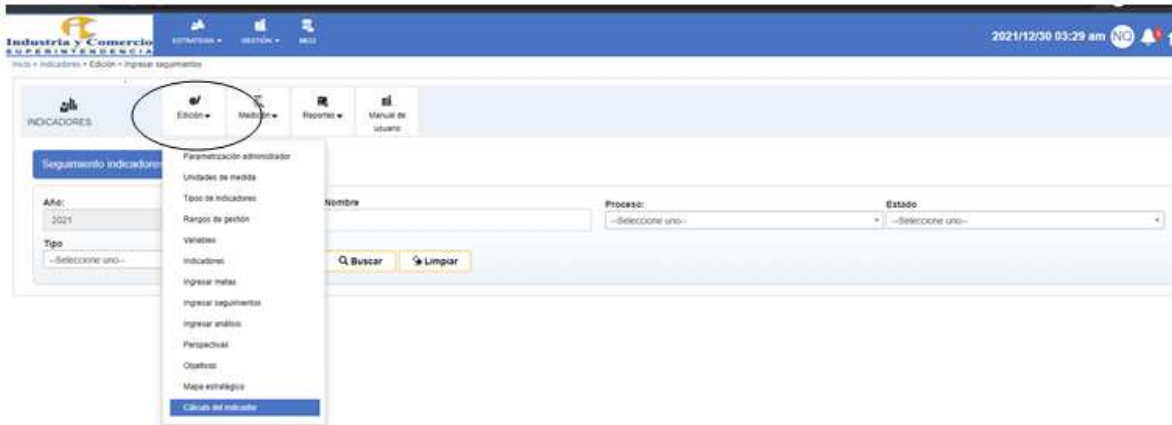 Industria y Comercio
SUPERINTENDENCIA
ESTRATEGIA
GESTIÓN
MECI
2021/12/30 03:29 am
NQ
Inicio » Indicadores » Edición » Ingresar seguimientos
INDICADORES
Edición
Medición
Reportes
Manual de
usuario
Seguimiento indicadores
Parametrización administrador
Unidades de medida
Tipos de indicadores
Rangos de gestión
Variables
Indicadores
Ingresar metas
Ingresar seguimientos
Ingresar análisis
Perspectivas
Objetivos
Mapa estratégico
Cálculo del indicador
Año:
2021
Nombre
Proceso:
--Seleccione uno--
Estado
--Seleccione uno--
Tipo
--Seleccione uno--
Buscar
Limpiar